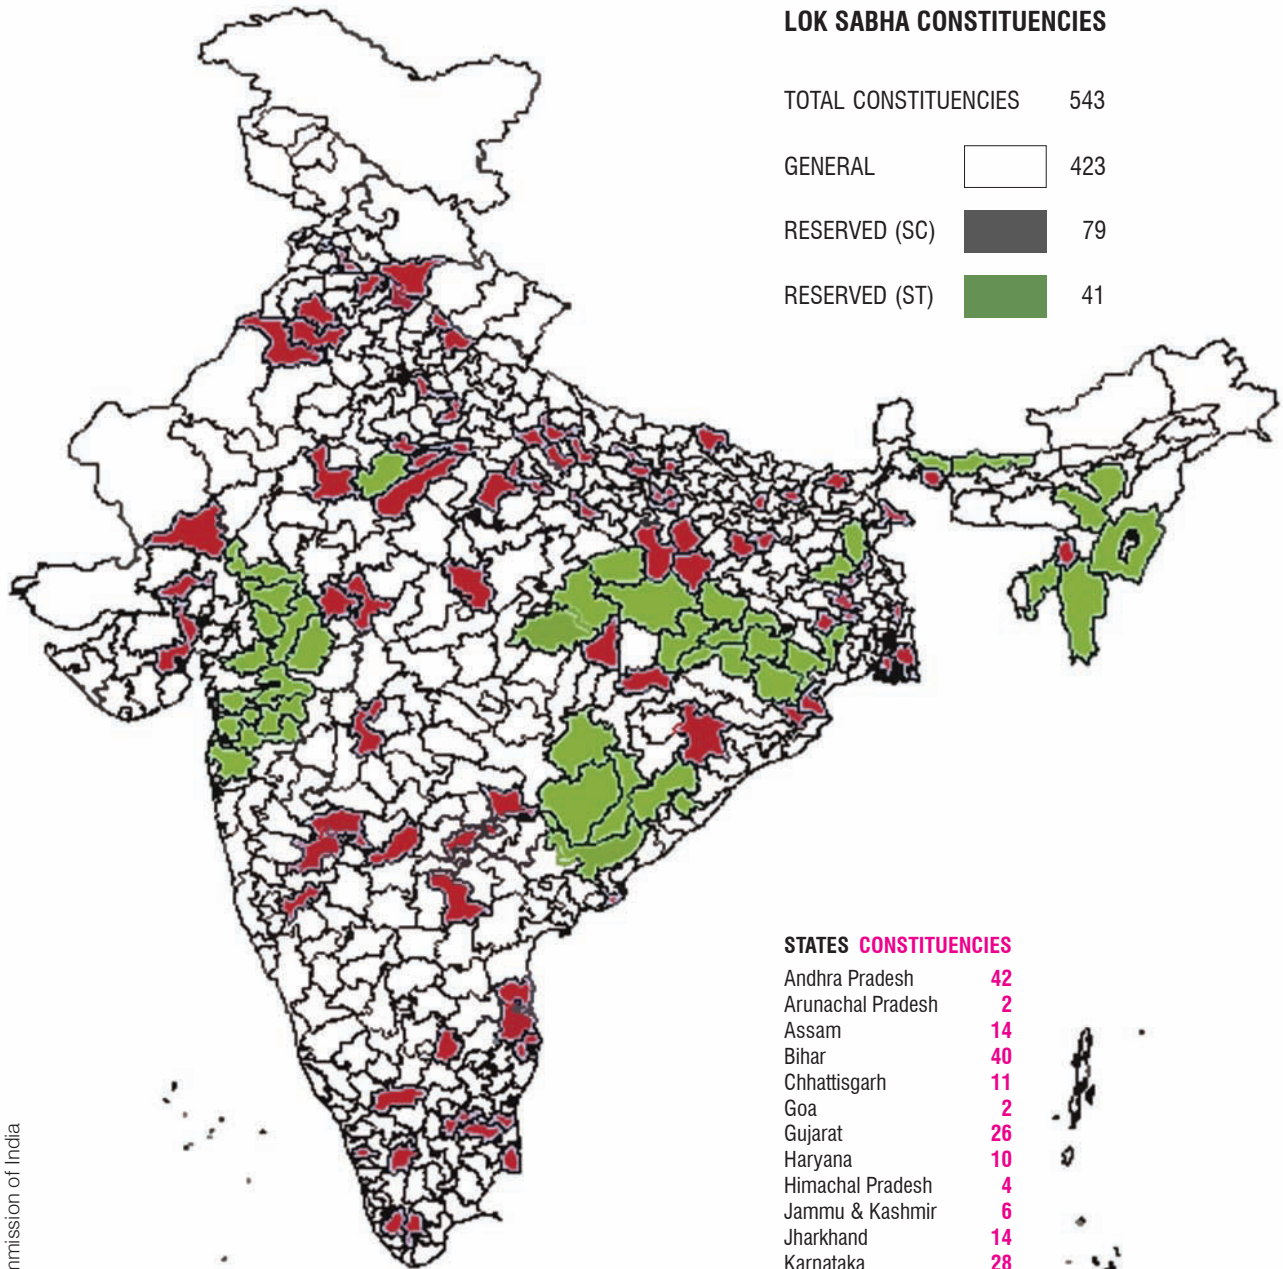 LOK SABHA CONSTITUENCIES
TOTAL CONSTITUENCIES 543
GENERAL 423
RESERVED (SC) 79
RESERVED (ST) 41
STATES CONSTITUENCIES
Andhra Pradesh 42
Arunachal Pradesh 2
Assam 14
Bihar 40
Chhattisgarh 11
Goa 2
Gujarat 26
Haryana 10
Himachal Pradesh 4
Jammu & Kashmir 6
Jharkhand 14
Karnataka 28
of India